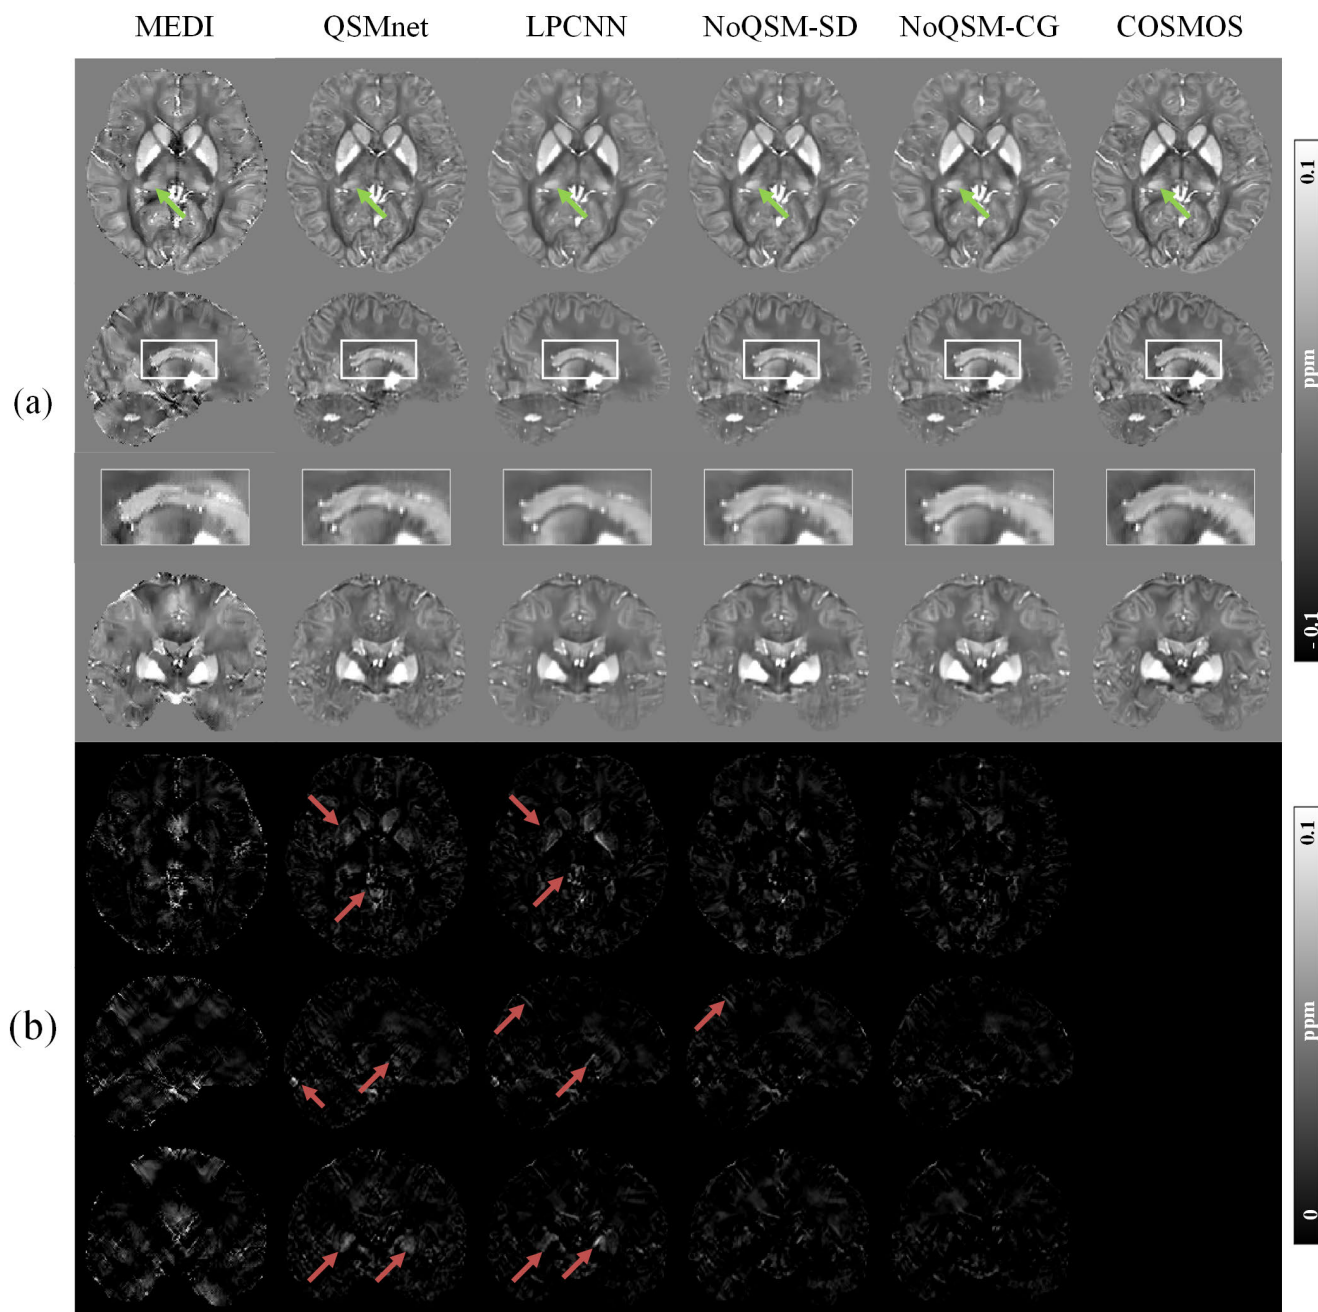 MEDI QSMnet LPCNN NoQSM-SD NoQSM-CG COSMOS
(a)
0.1
ppm
-0.1
(b)
0.1
ppm
0